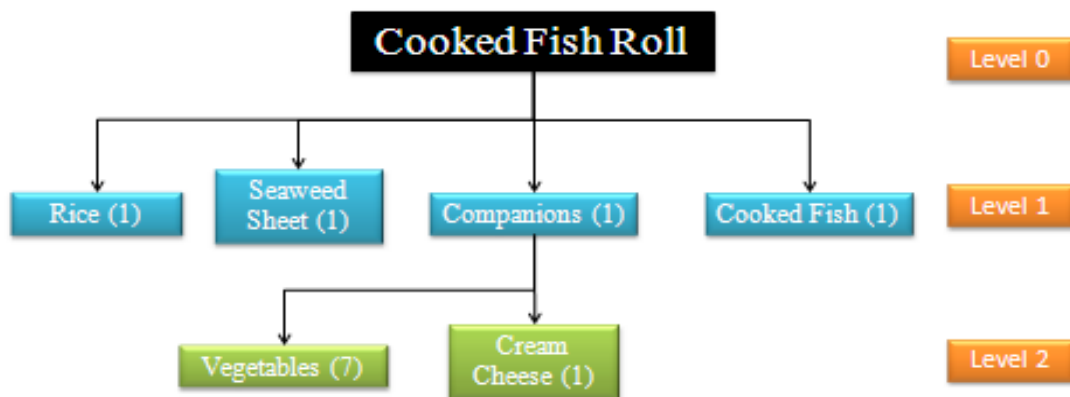 Cooked Fish Roll
Level 0
Rice (1)
Seaweed
Sheet (1)
Companions (1)
Cooked Fish (1)
Level 1
Vegetables (7)
Cream
Cheese (1)
Level 2